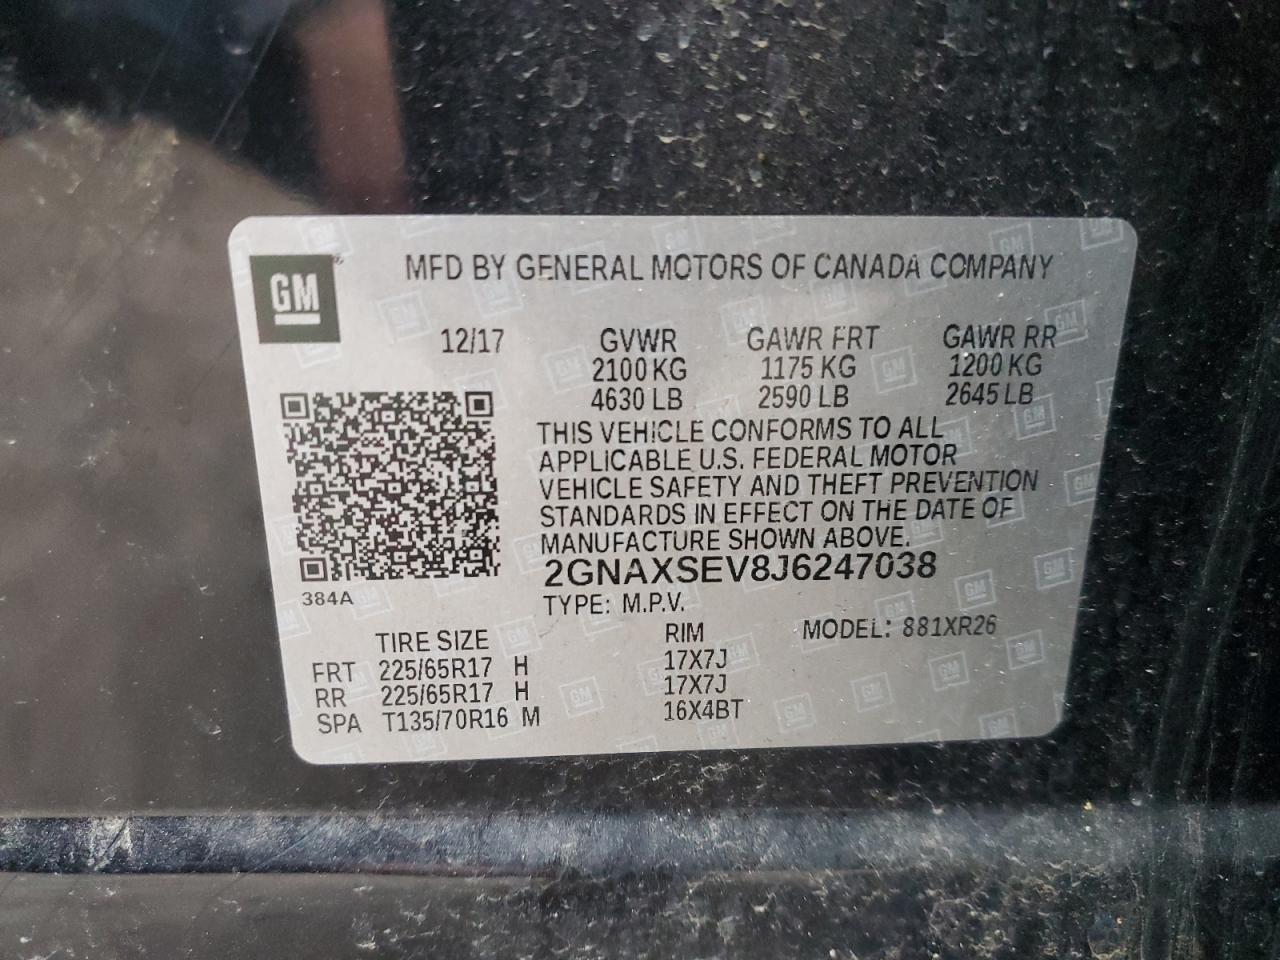 GM
MFD BY GENERAL MOTORS OF CANADA COMPANY
12/17 GVWR GAWR FRT GAWR RR
2100 KG 1175 KG 1200 KG
4630 LB 2590 LB 2645 LB
THIS VEHICLE CONFORMS TO ALL
APPLICABLE U.S. FEDERAL MOTOR
VEHICLE SAFETY AND THEFT PREVENTION
STANDARDS IN EFFECT ON THE DATE OF
MANUFACTURE SHOWN ABOVE.
2GNAXSEV8J6247038
384A
TYPE: M.P.V.
TIRE SIZE RIM MODEL: 881XR26
FRT 225/65R17 H 17X7J
RR 225/65R17 H 17X7J
SPA T135/70R16 M 16X4BT